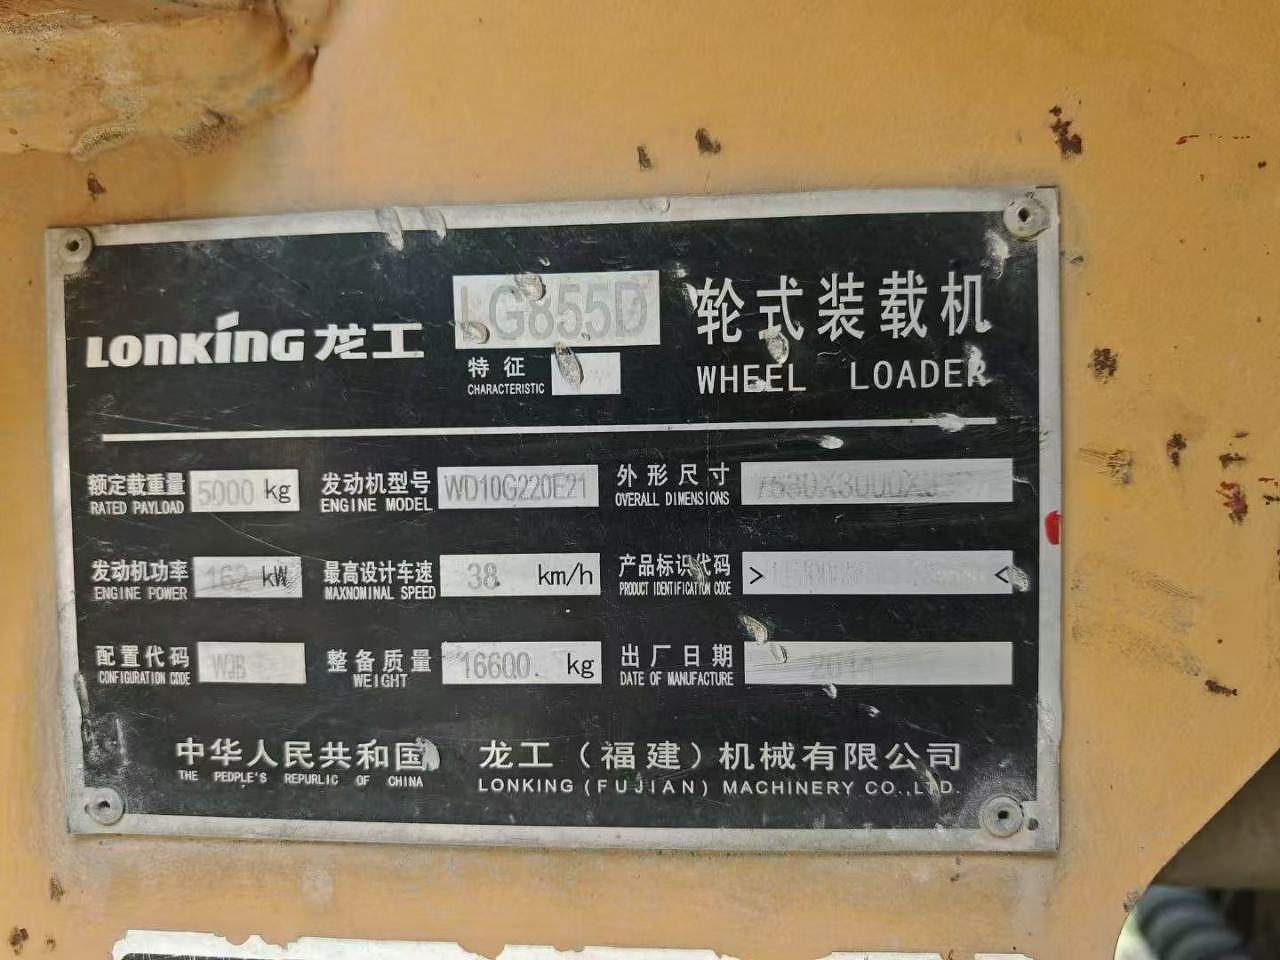 LONKING 龙工 LG855D 轮式装载机
特征
CHARACTERISTIC
WHEEL LOADER
额定载重量 5000 kg 发动机型号 WD10G220E21 外形尺寸
RATED PAYLOAD ENGINE MODEL OVERALL DIMENSIONS
发动机功率 162 kW 最高设计车速 38 km/h 产品标识代码 > <
ENGINE POWER MAXNOMINAL SPEED PRODUCT IDENTIFICATION CODE
配置代码 WJB 整备质量 16600 kg 出厂日期
CONFIGURATION CODE WEIGHT DATE OF MANUFACTURE
中华人民共和国 龙工（福建）机械有限公司
THE PEDPLE'S REPURLIC OF CHINA LONKING (FUJIAN) MACHINERY CO.,LTD.